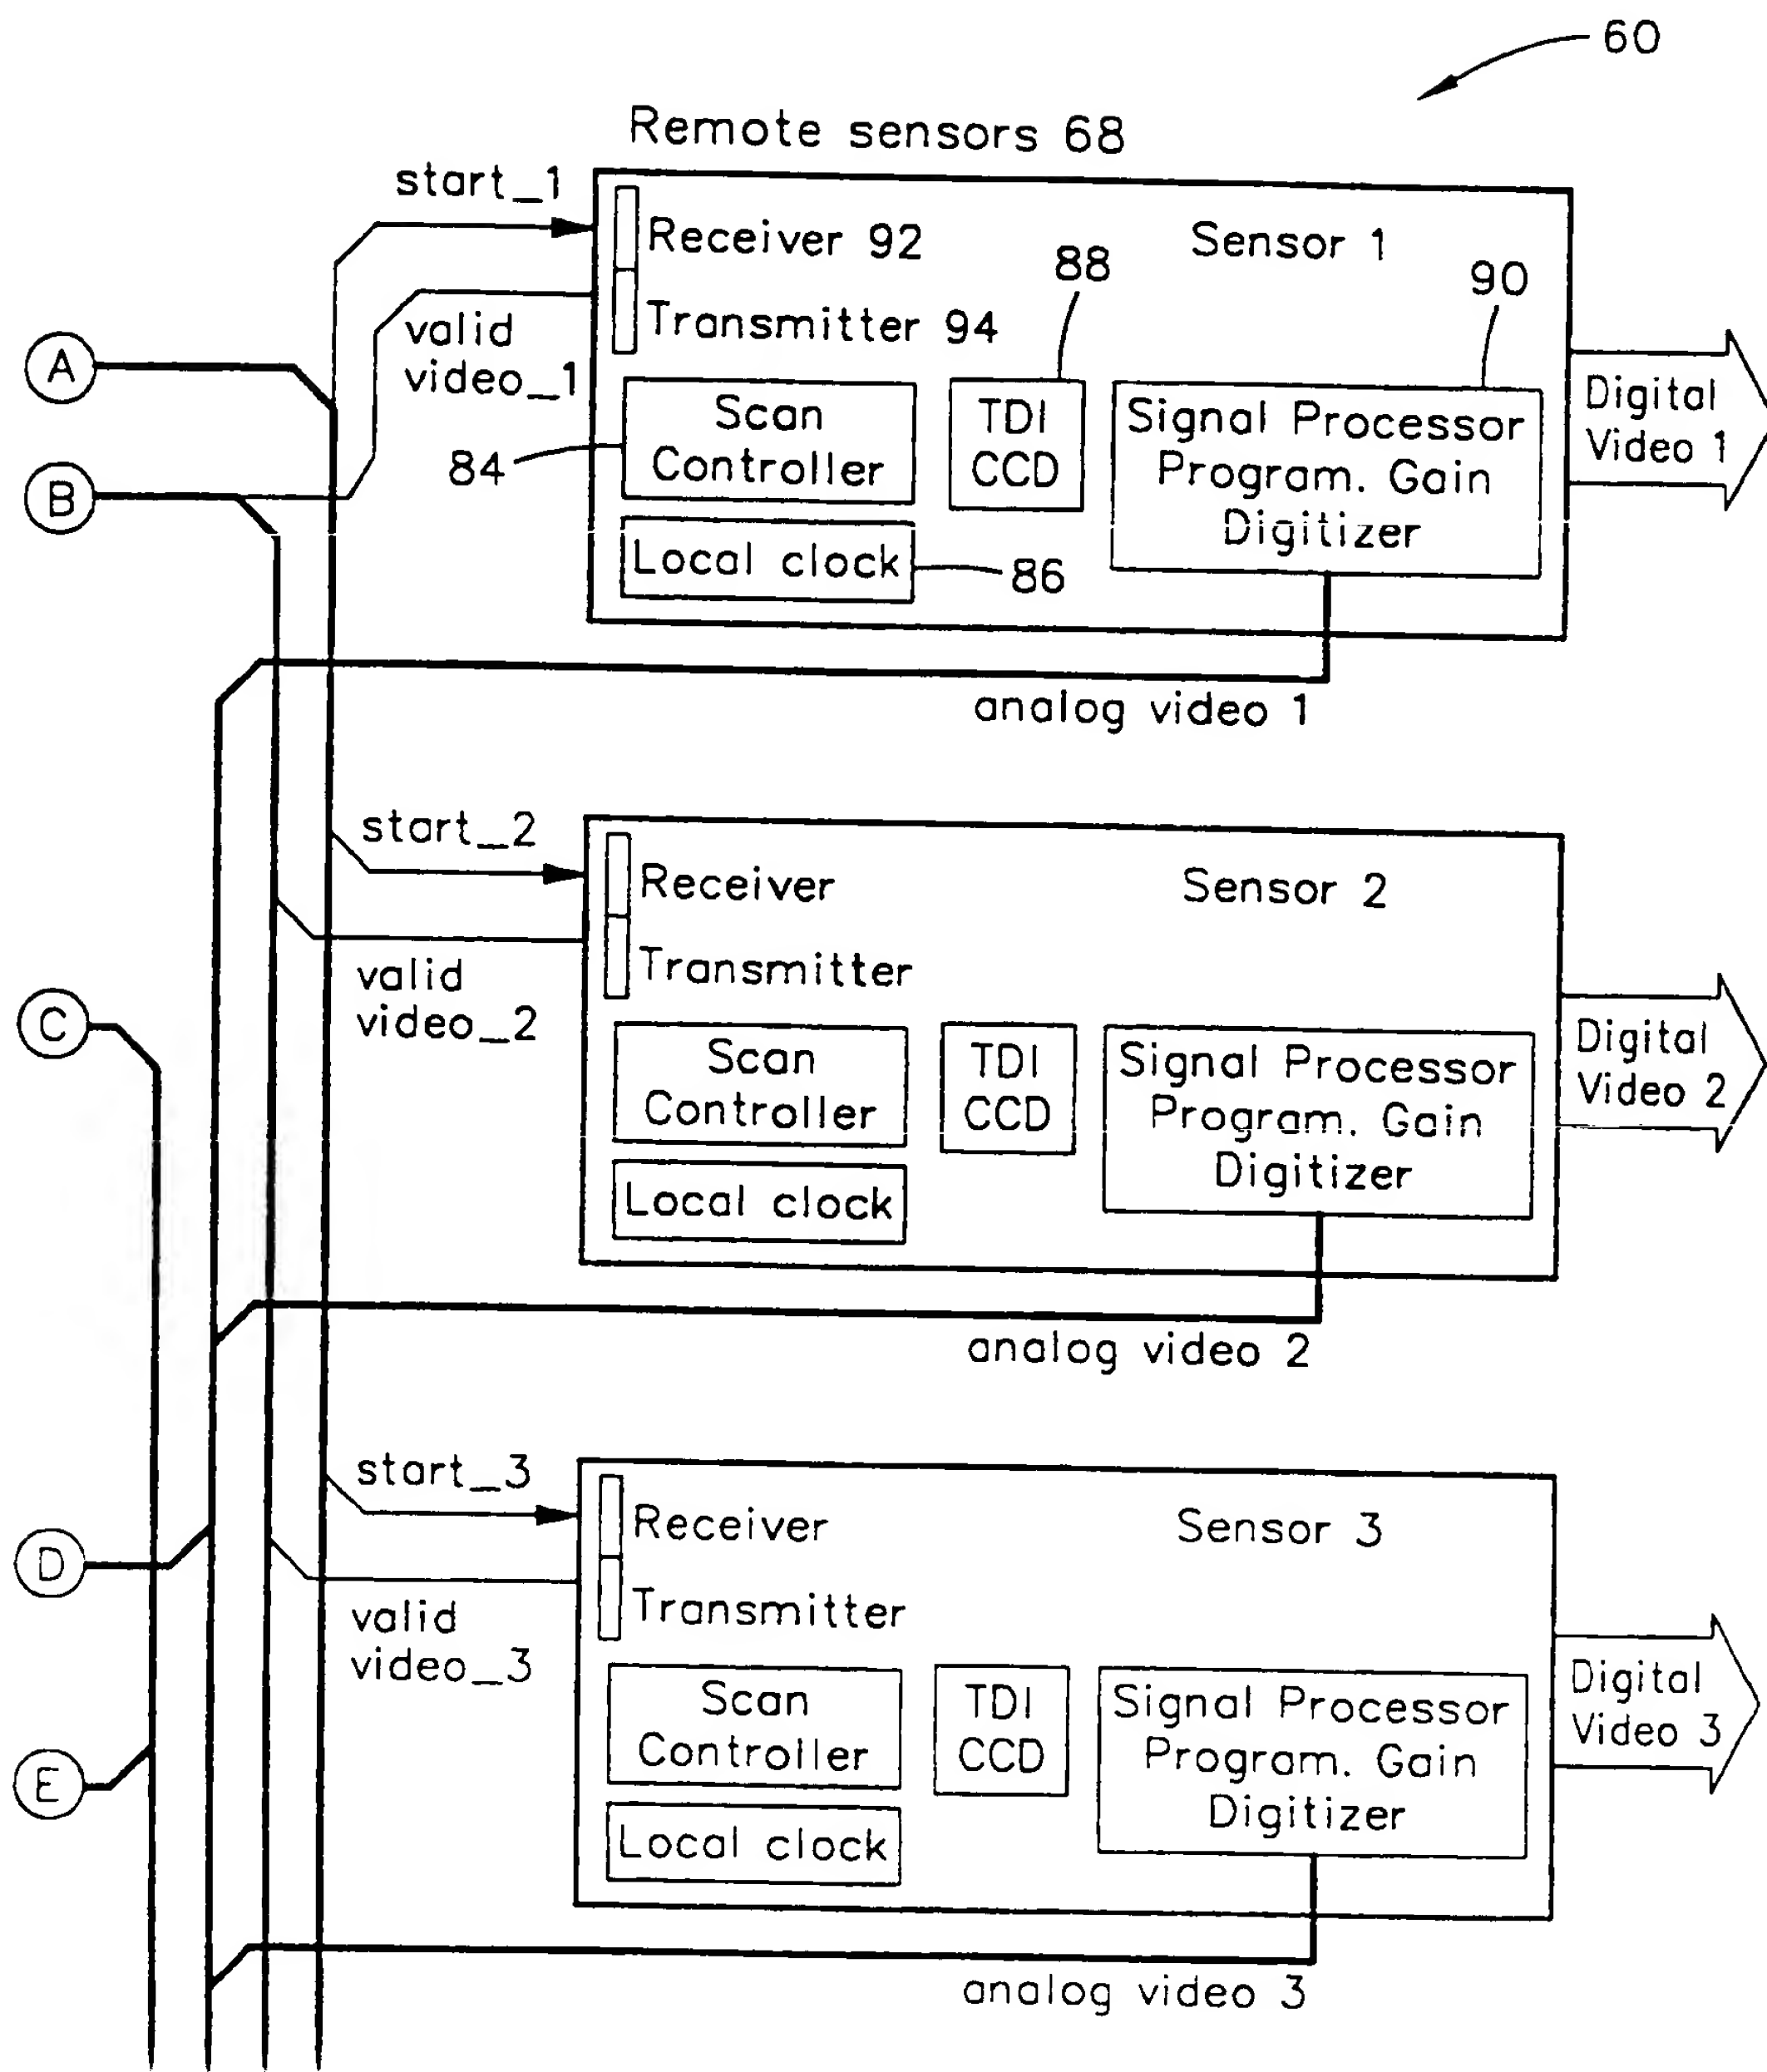 60
Remote sensors 68
start_1
Receiver 92
Sensor 1
88
90
valid
video_1
Transmitter 94
A
B
84
Scan
Controller
TDI
CCD
Signal Processor
Program. Gain
Digitizer
Digital
Video 1
Local clock
86
analog video 1
start_2
Receiver
Sensor 2
valid
video_2
Transmitter
C
Scan
Controller
TDI
CCD
Signal Processor
Program. Gain
Digitizer
Digital
Video 2
Local clock
analog video 2
start_3
Receiver
Sensor 3
D
valid
video_3
Transmitter
Scan
Controller
TDI
CCD
Signal Processor
Program. Gain
Digitizer
Digital
Video 3
E
Local clock
analog video 3